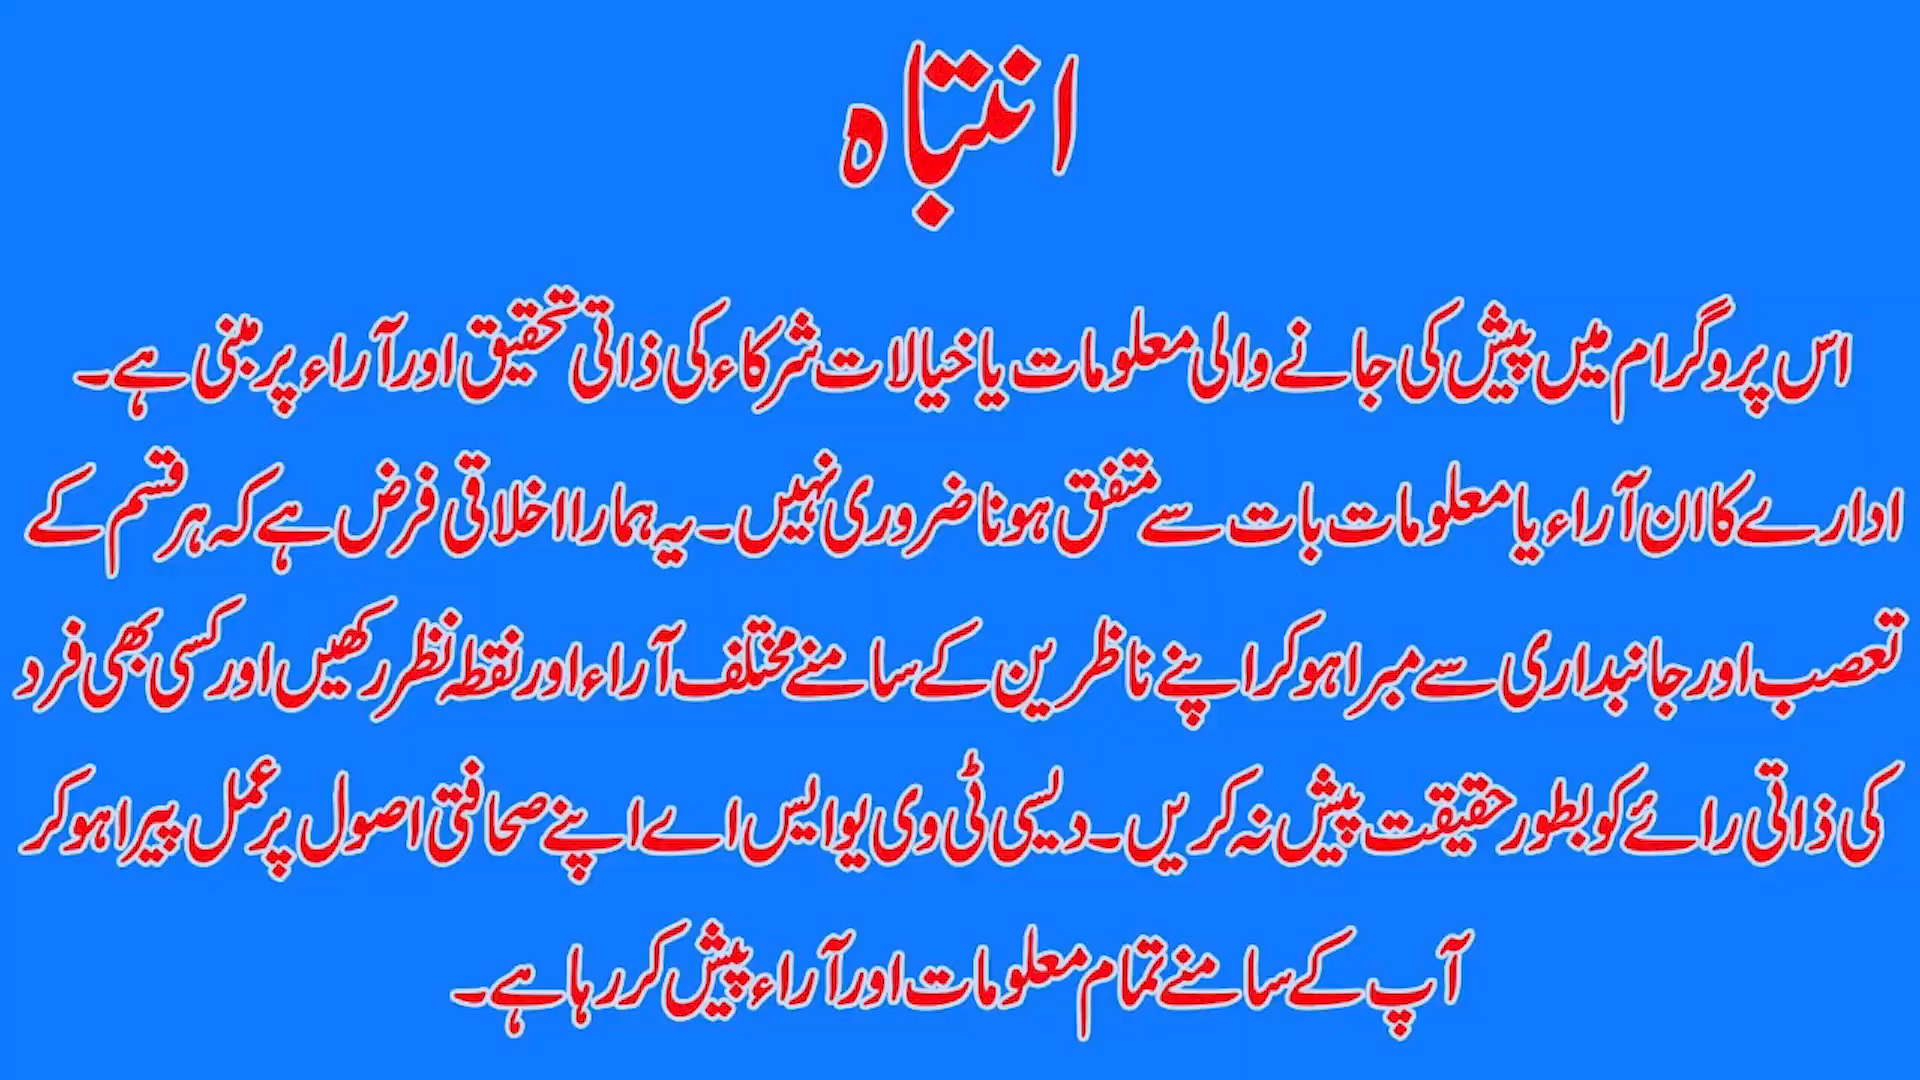 انتباہ
اس پروگرام میں پیش کی جانے والی معلومات یا خیالات شرکاء کی ذاتی تحقیق اور آراء پر مبنی ہے۔
ادارے کا ان آراء یا معلومات بات سے متفق ہونا ضروری نہیں۔ یہ ہمارا اخلاقی فرض ہے کہ ہر قسم کے
تعصب اور جانبداری سے مبرا ہو کر اپنے ناظرین کے سامنے مختلف آراء اور نقطہ نظر رکھیں اور کسی بھی فرد
کی ذاتی رائے کو بطور حقیقت پیش نہ کریں۔ دیسی ٹی وی یو ایس اے اپنے صحافتی اصول پر عمل پیرا ہو کر
آپ کے سامنے تمام معلومات اور آراء پیش کر رہا ہے۔